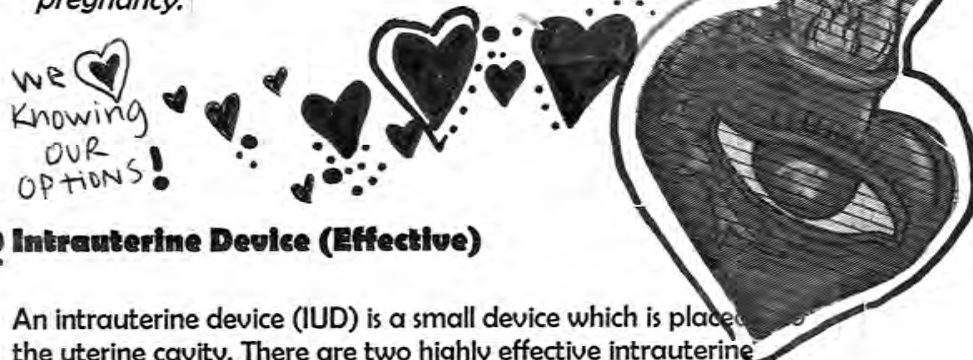 pregnancy.
we
Knowing
OUR
OPTIONS!
Intrauterine Device (Effective)
An intrauterine device (IUD) is a small device which is placed
the uterine cavity. There are two highly effective intrauterine